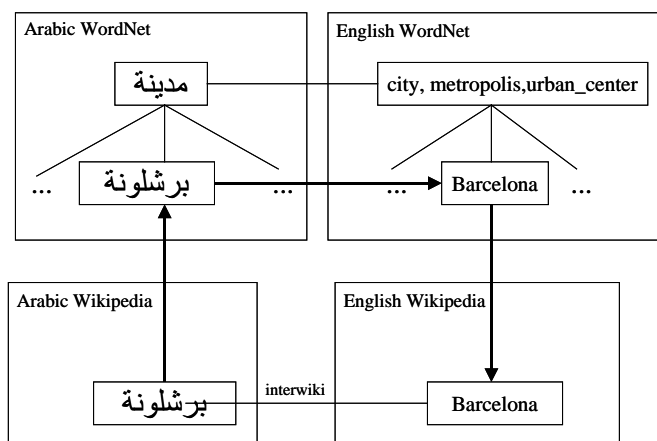 Arabic WordNet
English WordNet
مدينة
city, metropolis,urban_center
...
برشلونة
...
...
Barcelona
...
Arabic Wikipedia
English Wikipedia
برشلونة
interwiki
Barcelona